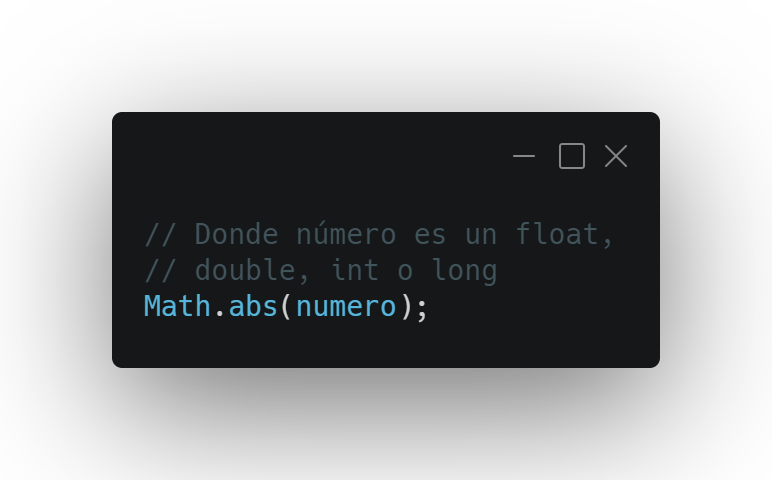 // Donde número es un float,
// double, int o long
Math.abs(numero);